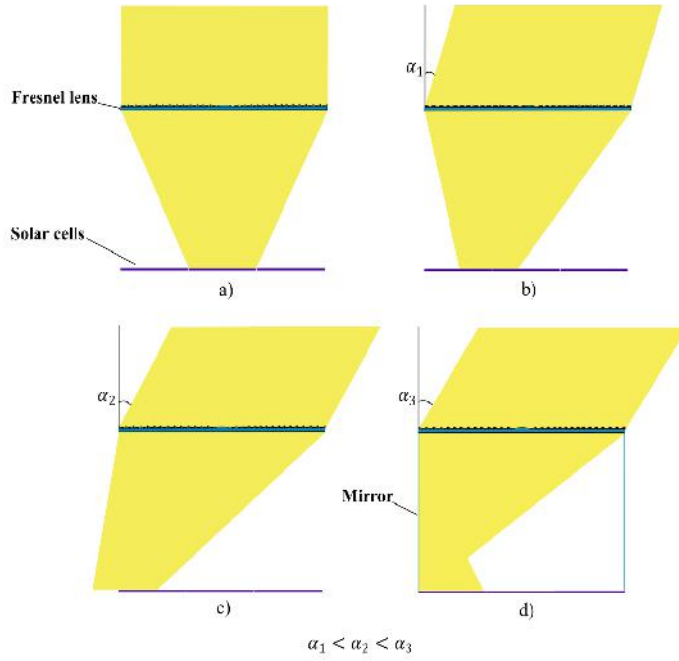 α₁
Fresnel lens
Solar cells
a)
b)
α₂
α₃
Mirror
c)
d)
α₁ < α₂ < α₃